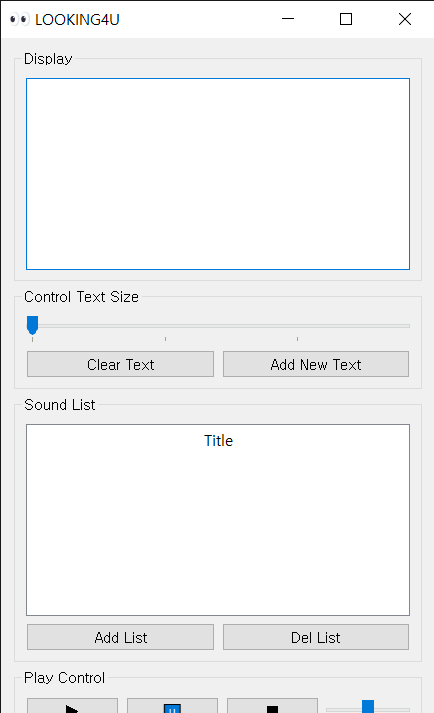 LOOKING4U
Display
Control Text Size
Clear Text
Add New Text
Sound List
Title
Add List
Del List
Play Control